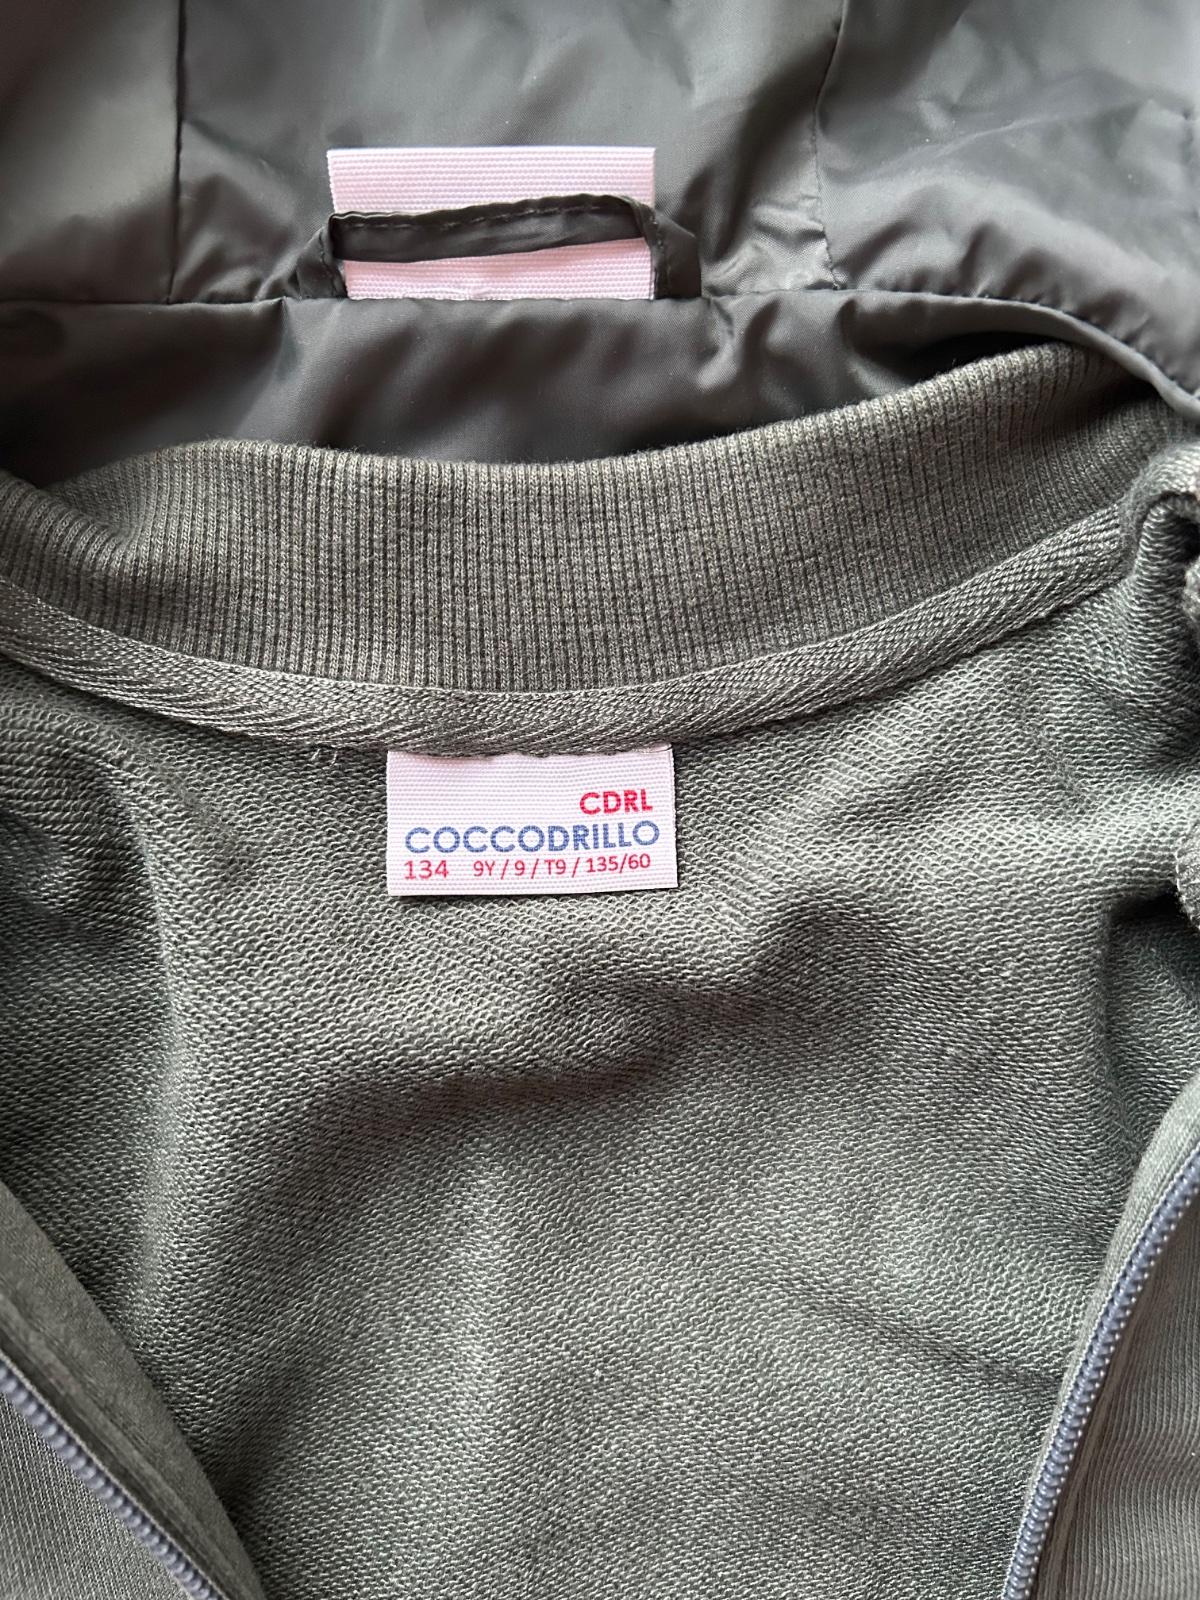 CDRL
COCCODRILLO
134 9Y / 9 / T9 / 135/60